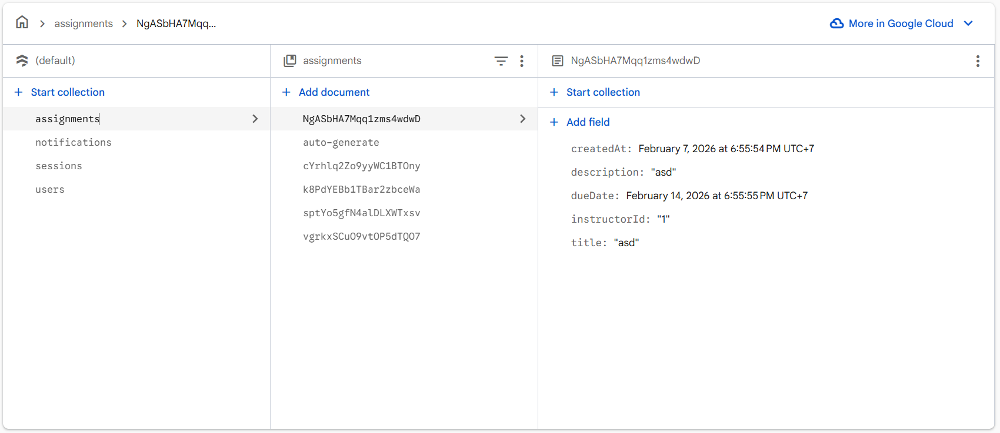 assignments
NgASbHA7Mqq...
More in Google Cloud
(default)
Start collection
assignments
notifications
sessions
users
assignments
Add document
NgASbHA7Mqq1zms4wdwD
auto-generate
cYrhlq2Zo9yyWC1BTOny
k8PdYEBb1TBar2zbceWa
sptYo5gfN4alDLXWTxsv
vgrkxSCuO9vtOP5dTQO7
NgASbHA7Mqq1zms4wdwD
Start collection
Add field
createdAt: February 7, 2026 at 6:55:54 PM UTC+7
description: "asd"
dueDate: February 14, 2026 at 6:55:55 PM UTC+7
instructorId: "1"
title: "asd"